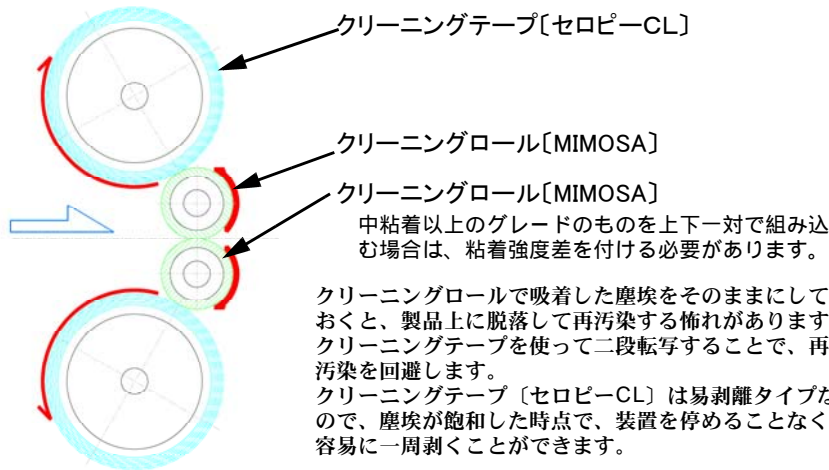 クリーニングテープ〔セロピーCL〕
クリーニングロール〔MIMOSA〕
クリーニングロール〔MIMOSA〕
中粘着以上のグレードのものを上下一対で組み込
む場合は、粘着強度差を付ける必要があります。
クリーニングロールで吸着した塵埃をそのままにして
おくと、製品上に脱落して再汚染する怖れがあります
クリーニングテープを使って二段転写することで、再
汚染を回避します。
クリーニングテープ〔セロピーCL〕は易剥離タイプな
ので、塵埃が飽和した時点で、装置を停めることなく
容易に一周剥くことができます。